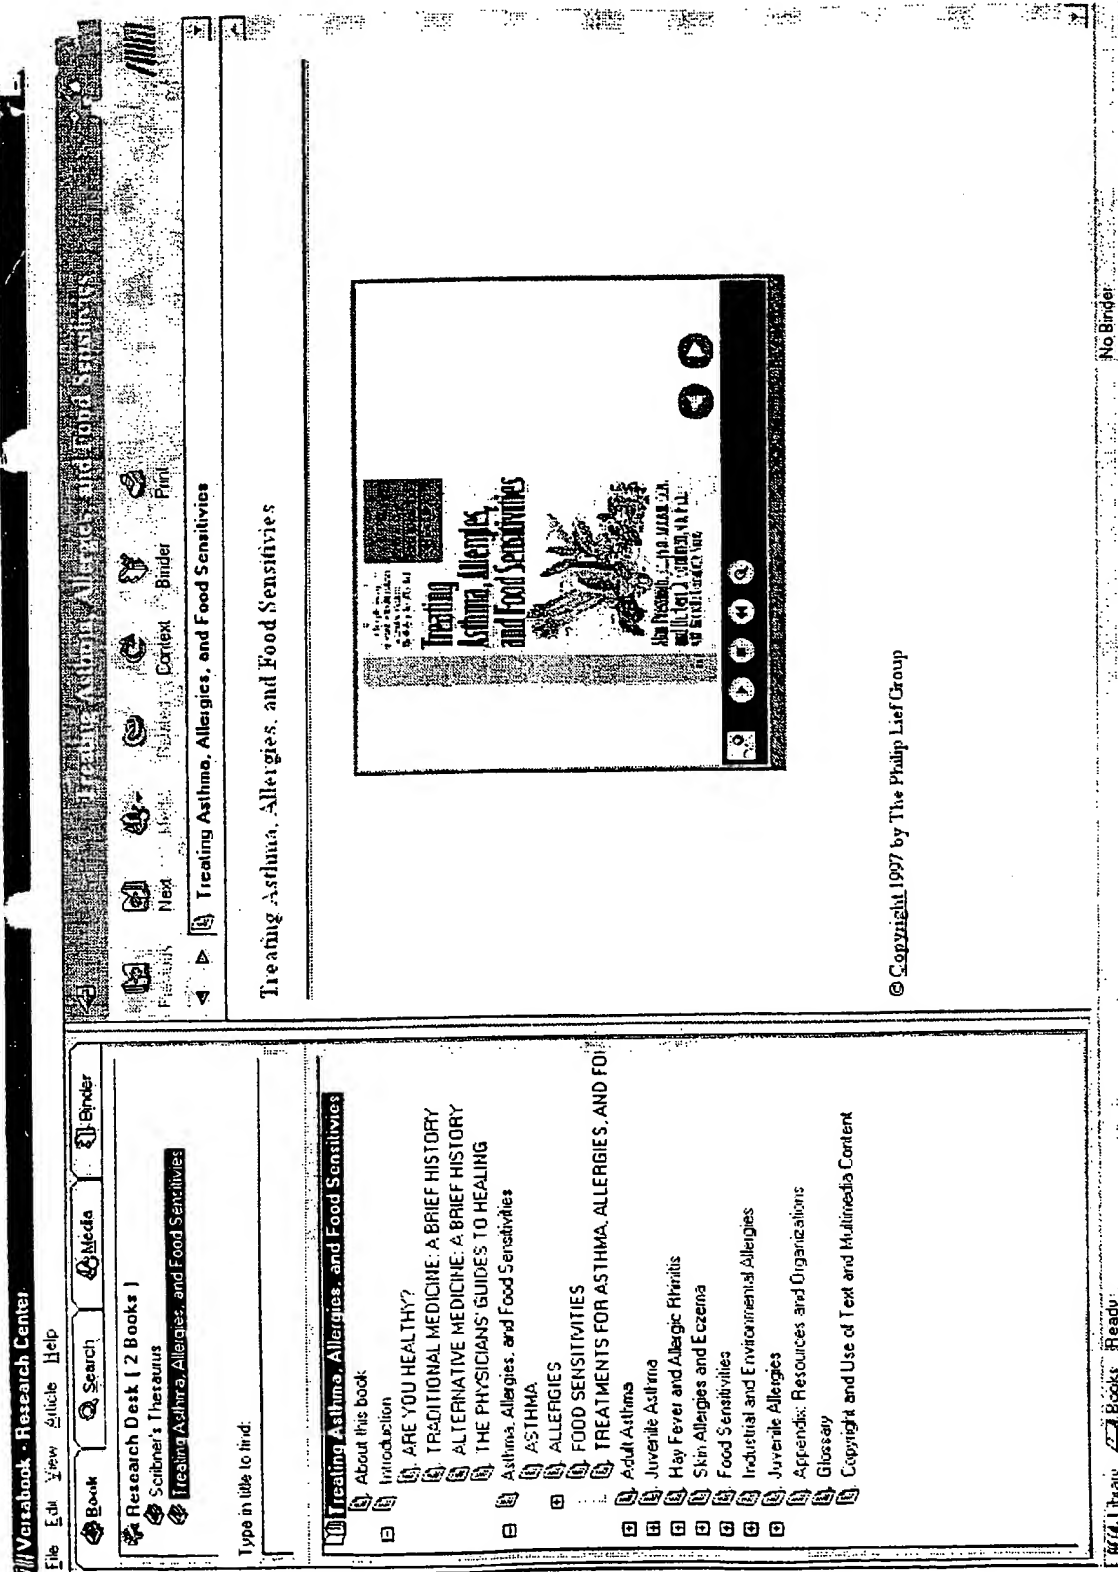 Versabook - Research Center
File Edit View Article Help
Book Search Media Binder
Research Desk [ 2 Books ]
Scribner's Thesaurus
Treating Asthma, Allergies, and Food Sensitivies
Type in title to find:
Treating Asthma, Allergies, and Food Sensitivies
About this book
Introduction
ARE YOU HEALTHY?
TRADITIONAL MEDICINE: A BRIEF HISTORY
ALTERNATIVE MEDICINE: A BRIEF HISTORY
THE PHYSICIANS' GUIDES TO HEALING
Asthma, Allergies, and Food Sensitivities
ASTHMA
ALLERGIES
FOOD SENSITIVITIES
TREATMENTS FOR ASTHMA, ALLERGIES, AND FOI
Adult Asthma
Juvenile Asthma
Hay Fever and Allergic Rhinitis
Skin Allergies and Eczema
Food Sensitivities
Industrial and Environmental Allergies
Juvenile Allergies
Appendix: Resources and Organizations
Glossary
Copyright and Use of Text and Multimedia Content
Treating Asthma, Allergies, and Food Sensitivies
Previous Next Context Binder Print
Treating Asthma, Allergies, and Food Sensitivies
Treating Asthma, Allergies, and Food Sensitivies
Treating
Asthma, Allergies,
and Food Sensitivities
© Copyright 1997 by The Philip Lief Group
Library Books Ready No Binder